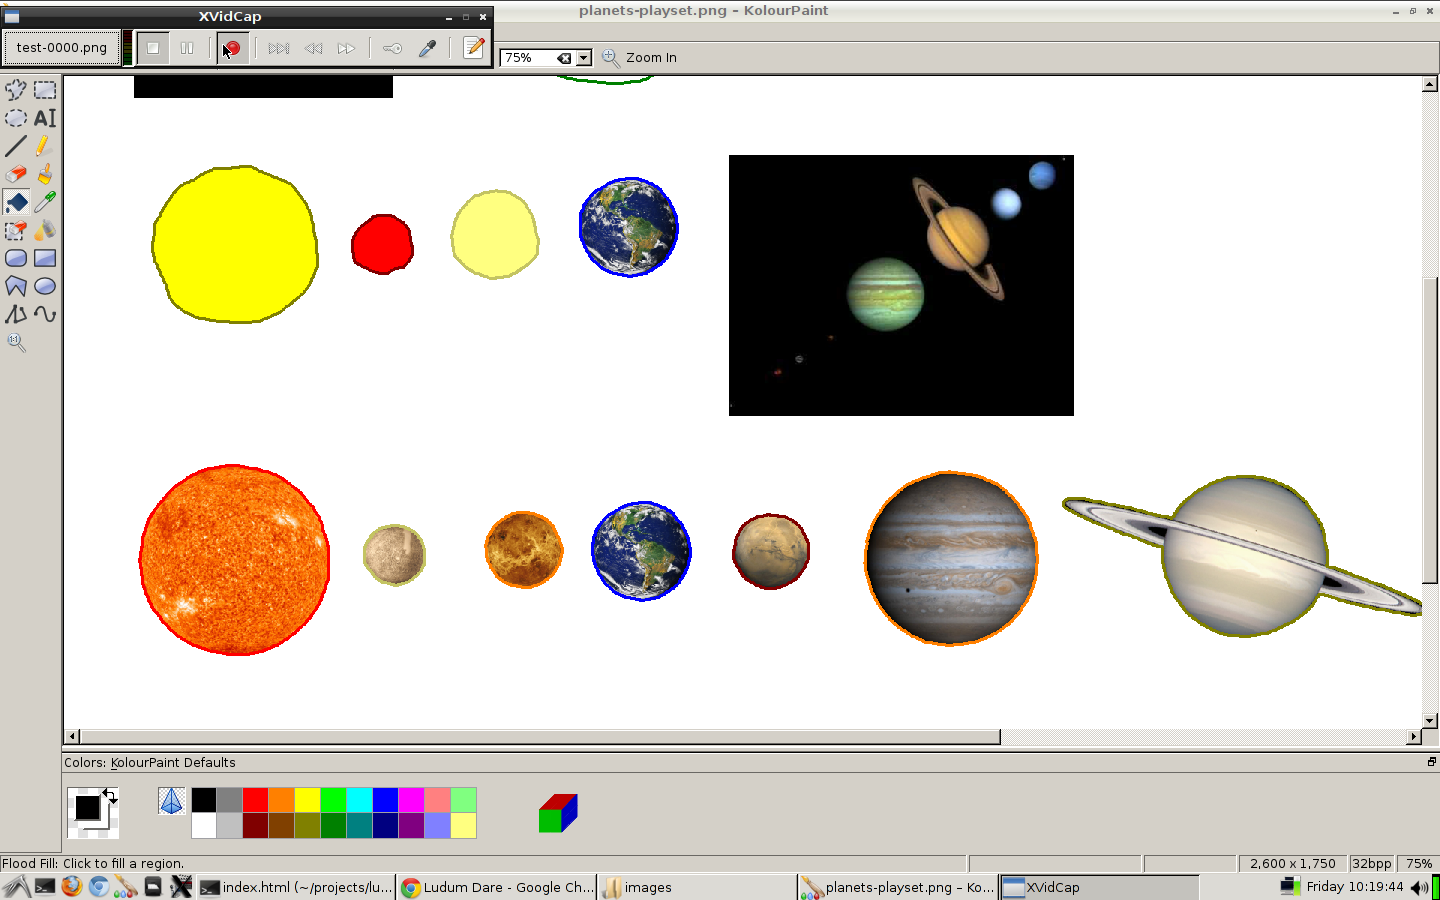 XVidCap
planets-playset.png – KolourPaint
test-0000.png
75%
Zoom In
AI
Colors: KolourPaint Defaults
Flood Fill: Click to fill a region.
2,600 x 1,750
32bpp
75%
index.html (~/projects/lu...
Ludum Dare - Google Ch...
images
planets-playset.png – Ko...
XVidCap
Friday 10:19:44